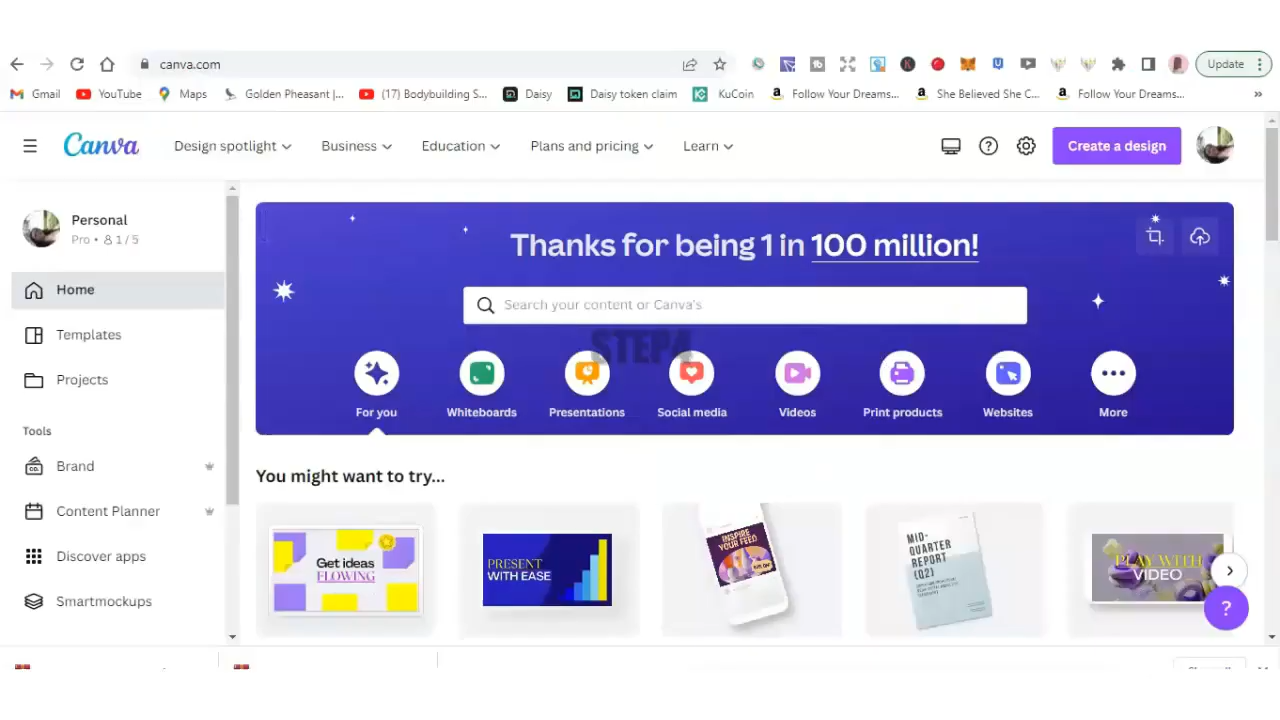 canva.com
Update
Gmail
YouTube
Maps
Golden Pheasant |...
(17) Bodybuilding S...
Daisy
Daisy token claim
KuCoin
Follow Your Dreams...
She Believed She C...
Follow Your Dreams...
»
Canva
Design spotlight
Business
Education
Plans and pricing
Learn
Create a design
Personal
Pro • 1 / 5
Home
Templates
Projects
Tools
Brand
Content Planner
Discover apps
Smartmockups
Thanks for being 1 in 100 million!
Search your content or Canva's
STEP4
For you
Whiteboards
Presentations
Social media
Videos
Print products
Websites
More
You might want to try...
Get ideas
FLOWING
PRESENT
WITH EASE
INSPIRE
YOUR FEED
MID-
QUARTER
REPORT
(Q2)
PLAY WITH
VIDEO
?